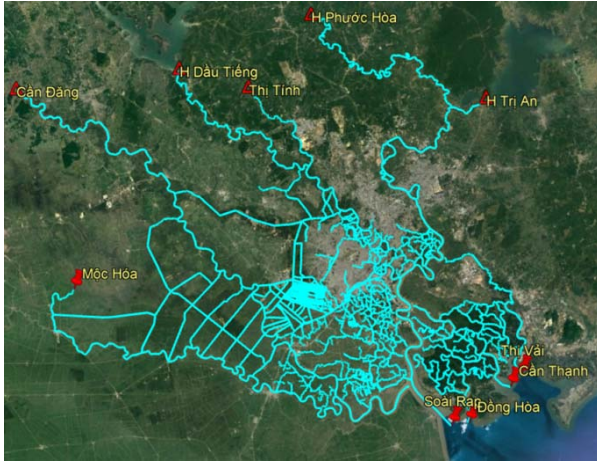 H Phước Hòa
H Dầu Tiếng
Thị Tính
Cần Đăng
H Trị An
Mộc Hóa
Thị Vải
Cần Thạnh
Soài Rạp
Đồng Hòa